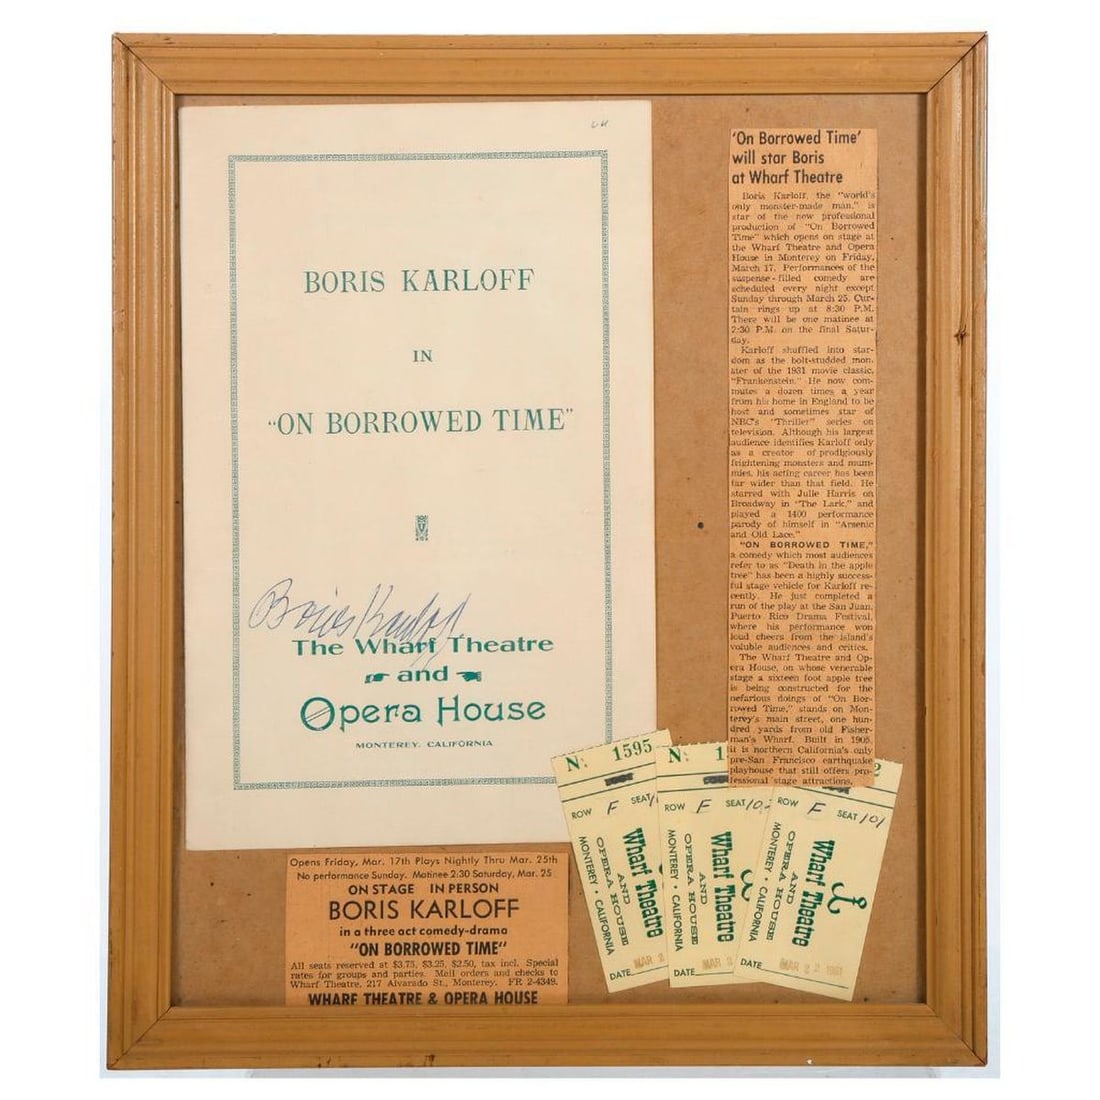 BORIS KARLOFF
IN
"ON BORROWED TIME"
Boris Karloff
The Wharf Theatre
and
Opera House
MONTEREY, CALIFORNIA
'On Borrowed Time'
will star Boris
at Wharf Theatre
Boris Karloff, the "world's
only monster-made man," is
star of the new professional
production of "On Borrowed
Time" which opens on stage at
the Wharf Theatre and Opera
House in Monterey on Friday,
March 17. Performances of the
suspense-filled comedy are
scheduled every night except
Sunday through March 25. Cur-
tain rings up at 8:30 P.M.
There will be one matinee at
2:30 P.M. on the final Satur-
day.
Karloff shuffled into star-
dom as the bolt-studded mon-
ster of the 1931 movie classic,
"Frankenstein." He now com-
mutes a dozen times a year
from his home in England to be
host and sometimes star of
NBC's "Thriller" series on
television. Although his largest
audience identifies Karloff only
as a creator of prodigiously
frightening monsters and mum-
mies, his acting career has been
far wider than that field. He
starred with Julie Harris on
Broadway in "The Lark," and
played a 1400 performance
parody of himself in "Arsenic
and Old Lace."
"ON BORROWED TIME,"
a comedy which most audiences
refer to as "Death in the apple
tree" has been a highly success-
ful stage vehicle for Karloff re-
cently. He just completed a
run of the play at the San Juan,
Puerto Rico Drama Festival,
where his performance won
loud cheers from the island's
voluble audiences and critics.
The Wharf Theatre and Op-
era House, on whose venerable
stage a sixteen foot apple tree
is being constructed for the
nefarious doings of "On Bor-
rowed Time," stands on Mon-
terey's main street, one hun-
dred yards from old Fisher-
man's Wharf. Built in 1905,
it is northern California's only
pre-San Francisco earthquake
playhouse that still offers pro-
fessional stage attractions.
Opens Friday, Mar. 17th Plays Nightly Thru Mar. 25th
No performance Sunday. Matinee 2:30 Saturday, Mar. 25
ON STAGE IN PERSON
BORIS KARLOFF
in a three act comedy-drama
"ON BORROWED TIME"
All seats reserved at $3.75, $3.25, $2.50, tax incl. Special
rates for groups and parties. Mail orders and checks to
Wharf Theatre, 217 Alvarado St., Monterey. FR 2-4349.
WHARF THEATRE & OPERA HOUSE
No 1595
ROW F SEAT
Wharf Theatre
AND
OPERA HOUSE
MONTEREY • CALIFORNIA
DATE MAR 2
No
ROW F SEAT
Wharf Theatre
AND
OPERA HOUSE
MONTEREY • CALIFORNIA
DATE MAR 2
2
ROW F SEAT 101
Wharf Theatre
AND
OPERA HOUSE
MONTEREY • CALIFORNIA
DATE MAR 22 1961